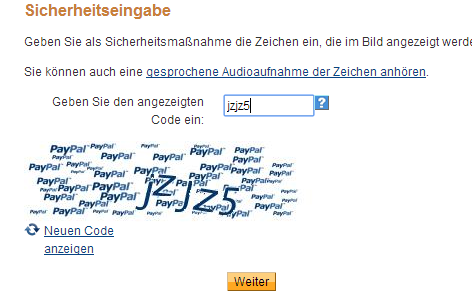 Sicherheitseingabe
Geben Sie als Sicherheitsmaßnahme die Zeichen ein, die im Bild angezeigt werde
Sie können auch eine gesprochene Audioaufnahme der Zeichen anhören.
Geben Sie den angezeigten
Code ein:
jzjz5
?
PayPal
jzjz5
Neuen Code
anzeigen
Weiter